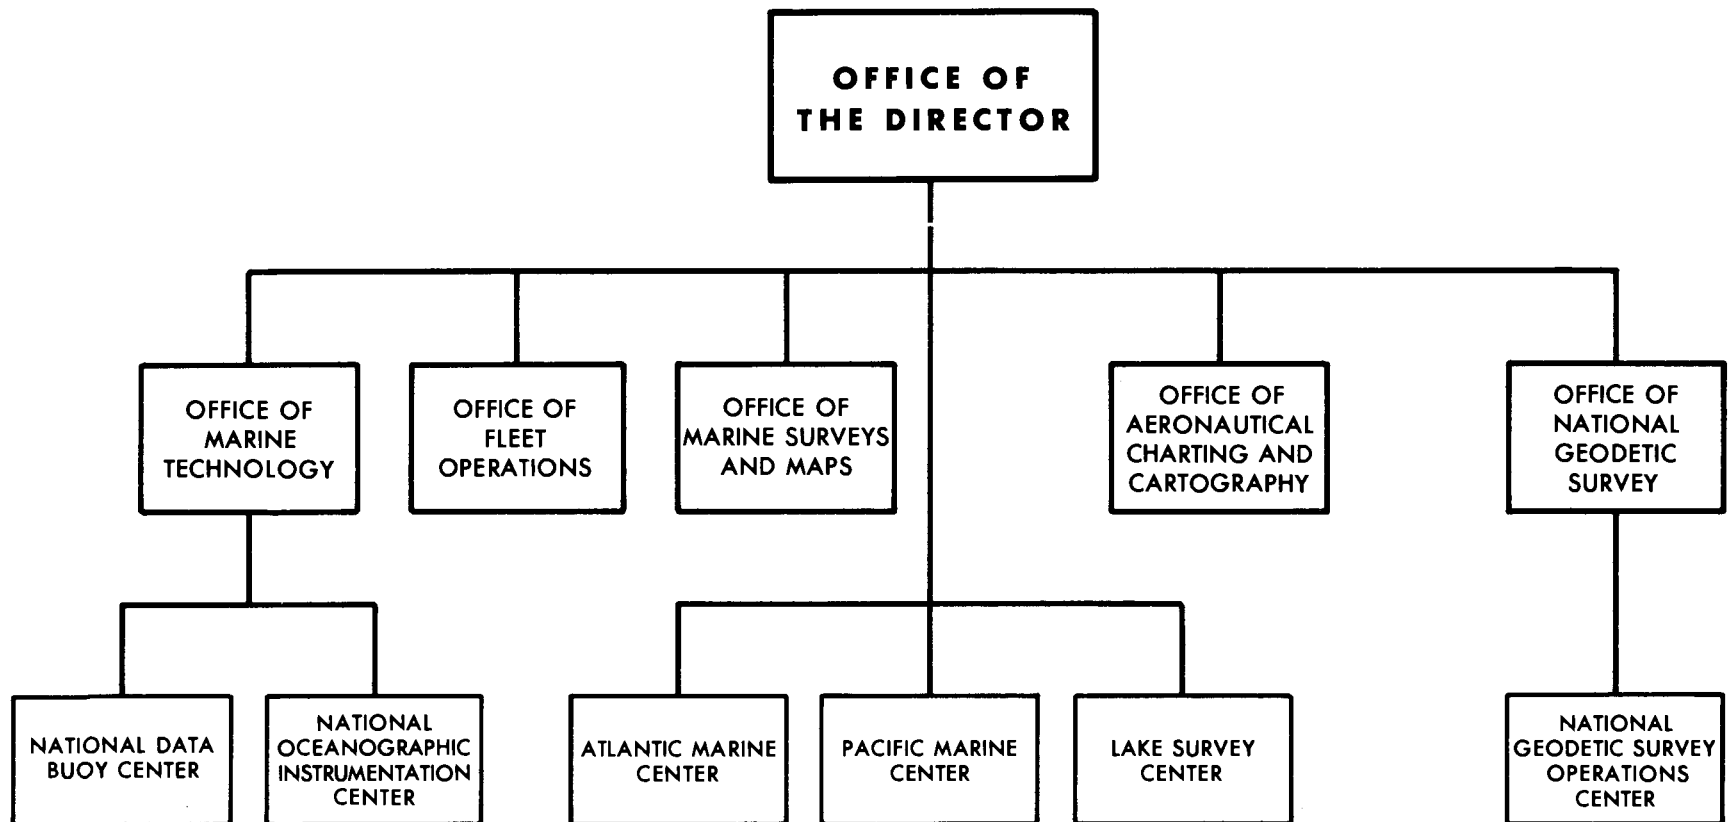 OFFICE OF
THE DIRECTOR
OFFICE OF
MARINE
TECHNOLOGY
OFFICE OF
FLEET
OPERATIONS
OFFICE OF
MARINE SURVEYS
AND MAPS
OFFICE OF
AERONAUTICAL
CHARTING AND
CARTOGRAPHY
OFFICE OF
NATIONAL
GEODETIC
SURVEY
NATIONAL DATA
BUOY CENTER
NATIONAL
OCEANOGRAPHIC
INSTRUMENTATION
CENTER
ATLANTIC MARINE
CENTER
PACIFIC MARINE
CENTER
LAKE SURVEY
CENTER
NATIONAL
GEODETIC SURVEY
OPERATIONS
CENTER